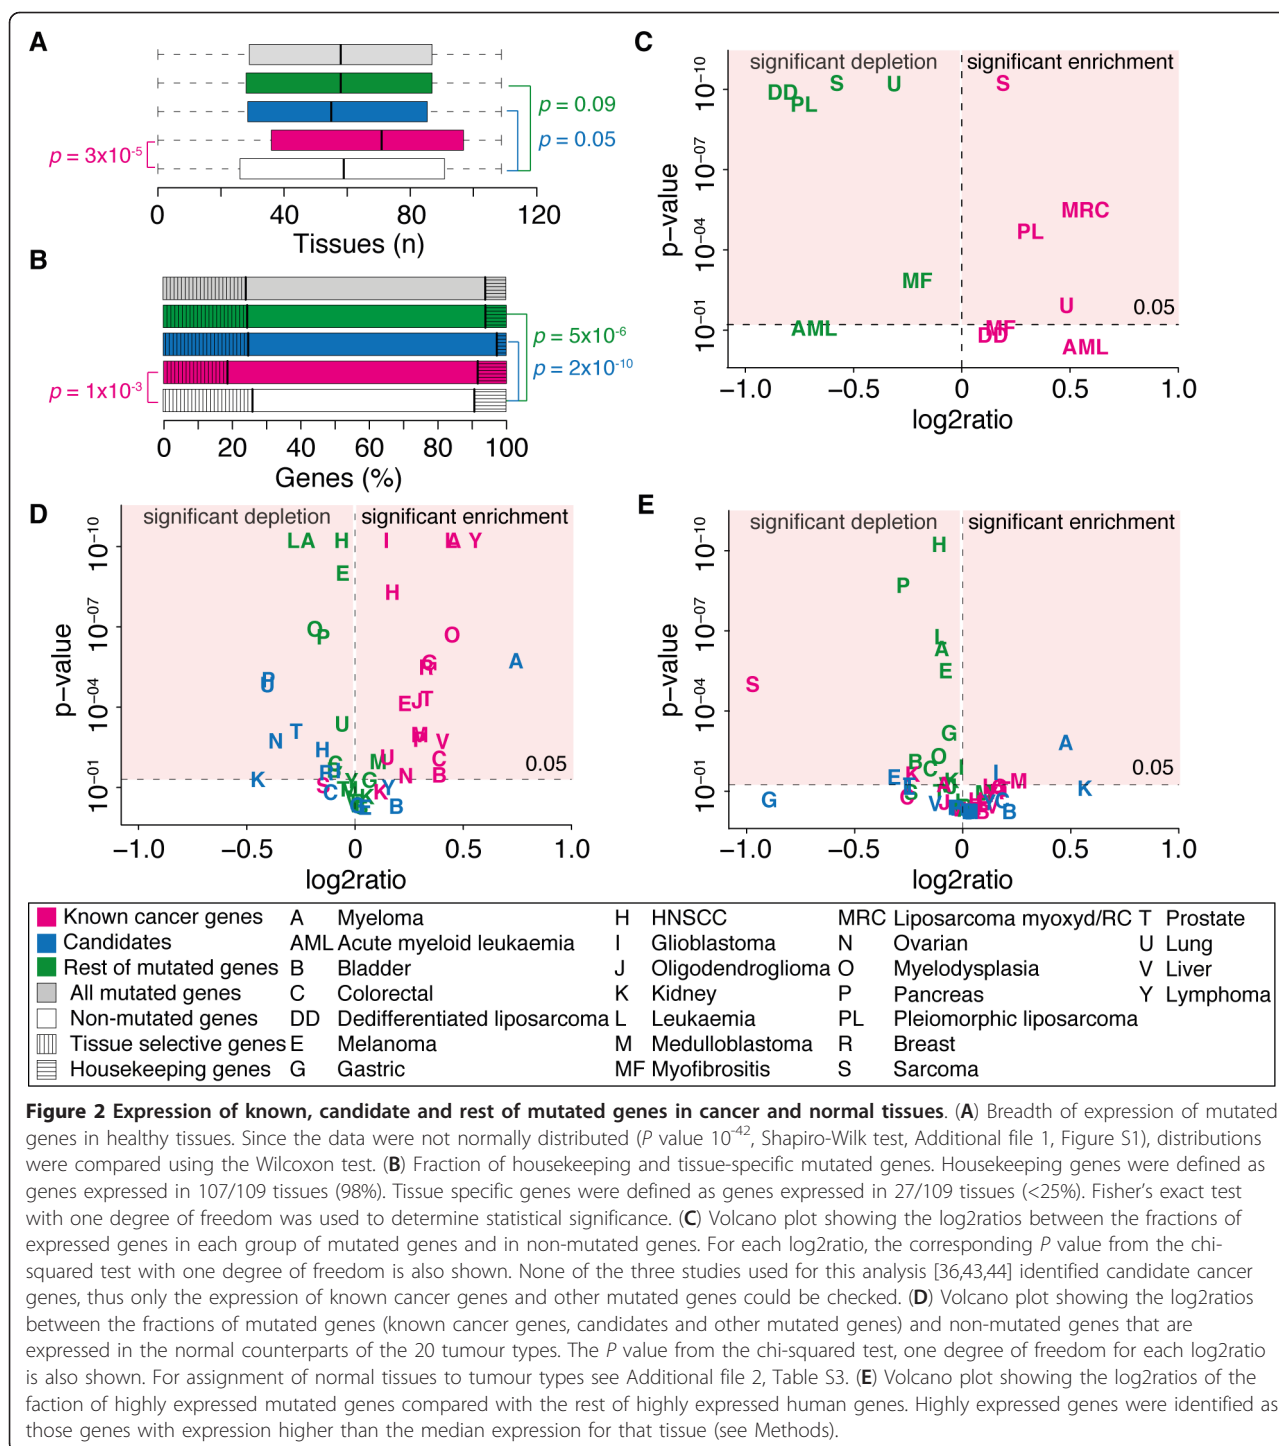 A
p = 0.09
p = 0.05
p = 3x10-5
0 40 80 120
Tissues (n)
B
p = 5x10-6
p = 2x10-10
p = 1x10-3
0 20 40 60 80 100
Genes (%)
C
significant depletion significant enrichment
S U S
DD
PL
MRC
PL
MF
U
0.05
AML MF
DD
AML
10-10
10-07
10-04
10-01
p-value
-1.0 -0.5 0 0.5 1.0
log2ratio
D
significant depletion significant enrichment
L A H I L A Y
E
H
O P O
A
P U
E J T
U
T
N H V
U C
M
K N B
0.05
10-10
10-07
10-04
10-01
p-value
-1.0 -0.5 0 0.5 1.0
log2ratio
E
significant depletion significant enrichment
H
P
L
A
E
S
G
A
B O
C I
E K M
K
G V B
0.05
10-10
10-07
10-04
10-01
p-value
-1.0 -0.5 0 0.5 1.0
log2ratio
Known cancer genes A Myeloma H HNSCC MRC Liposarcoma myoxyd/RC T Prostate
Candidates AML Acute myeloid leukaemia I Glioblastoma N Ovarian U Lung
Rest of mutated genes B Bladder J Oligodendroglioma O Myelodysplasia V Liver
All mutated genes C Colorectal K Kidney P Pancreas Y Lymphoma
Non-mutated genes DD Dedifferentiated liposarcoma L Leukaemia PL Pleiomorphic liposarcoma
Tissue selective genes E Melanoma M Medulloblastoma R Breast
Housekeeping genes G Gastric MF Myofibrositis S Sarcoma
Figure 2 Expression of known, candidate and rest of mutated genes in cancer and normal tissues. (A) Breadth of expression of mutated
genes in healthy tissues. Since the data were not normally distributed (P value 10-42, Shapiro-Wilk test, Additional file 1, Figure S1), distributions
were compared using the Wilcoxon test. (B) Fraction of housekeeping and tissue-specific mutated genes. Housekeeping genes were defined as
genes expressed in 107/109 tissues (98%). Tissue specific genes were defined as genes expressed in 27/109 tissues (<25%). Fisher's exact test
with one degree of freedom was used to determine statistical significance. (C) Volcano plot showing the log2ratios between the fractions of
expressed genes in each group of mutated genes and in non-mutated genes. For each log2ratio, the corresponding P value from the chi-
squared test with one degree of freedom is also shown. None of the three studies used for this analysis [36,43,44] identified candidate cancer
genes, thus only the expression of known cancer genes and other mutated genes could be checked. (D) Volcano plot showing the log2ratios
between the fractions of mutated genes (known cancer genes, candidates and other mutated genes) and non-mutated genes that are
expressed in the normal counterparts of the 20 tumour types. The P value from the chi-squared test, one degree of freedom for each log2ratio
is also shown. For assignment of normal tissues to tumour types see Additional file 2, Table S3. (E) Volcano plot showing the log2ratios of the
faction of highly expressed mutated genes compared with the rest of highly expressed human genes. Highly expressed genes were identified as
those genes with expression higher than the median expression for that tissue (see Methods).